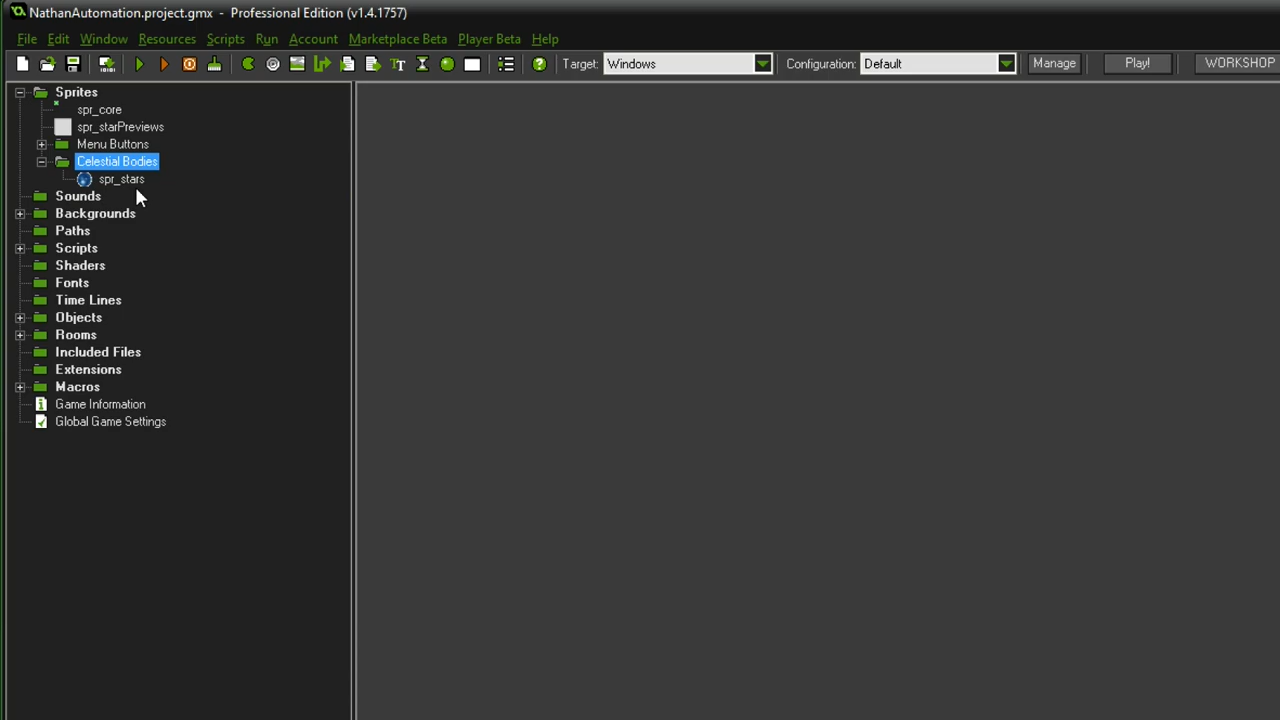 NathanAutomation.project.gmx - Professional Edition (v1.4.1757)
File Edit Window Resources Scripts Run Account Marketplace Beta Player Beta Help
Target: Windows Configuration: Default Manage Play! WORKSHOP
Sprites
spr_core
spr_starPreviews
Menu Buttons
Celestial Bodies
spr_stars
Sounds
Backgrounds
Paths
Scripts
Shaders
Fonts
Time Lines
Objects
Rooms
Included Files
Extensions
Macros
Game Information
Global Game Settings